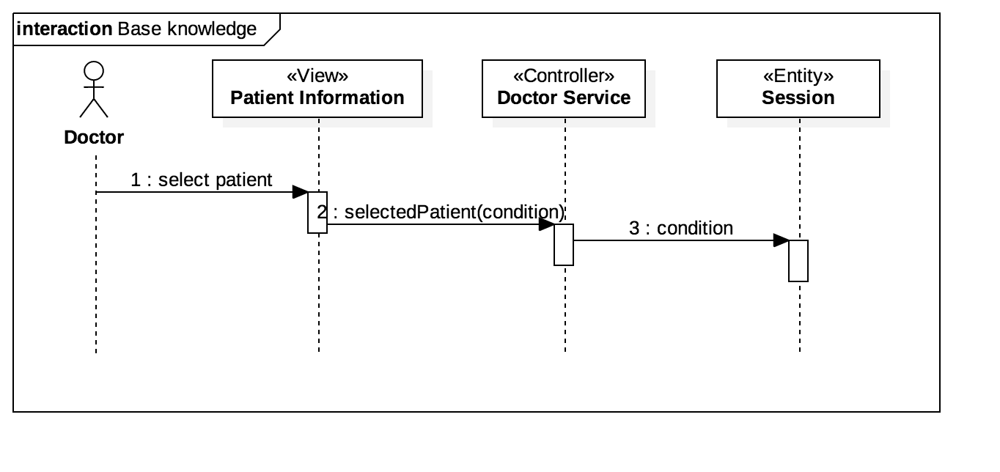 interaction Base knowledge
«View»
Patient Information
«Controller»
Doctor Service
«Entity»
Session
Doctor
1 : select patient
2 : selectedPatient(condition)
3 : condition